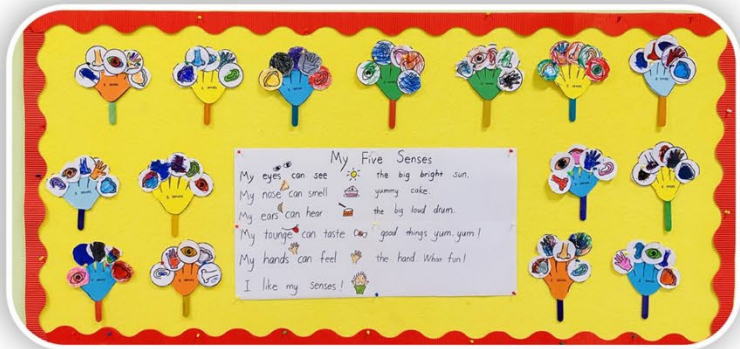 My Five Senses
My eyes can see the big bright sun.
My nose can smell yummy cake.
My ears can hear the big loud drum.
My tounge can taste good things yum, yum!
My hands can feel the hand. What fun!
I like my senses!